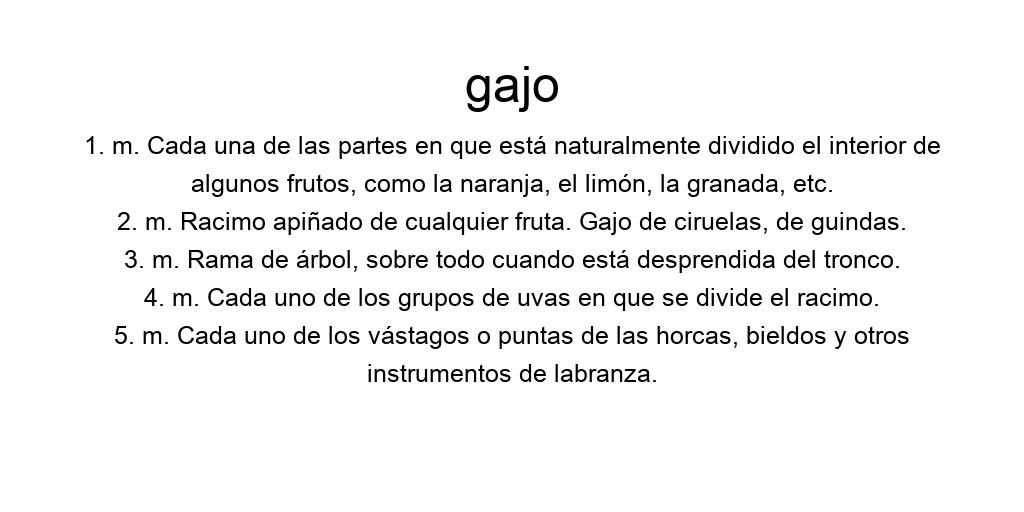 gajo
1. m. Cada una de las partes en que está naturalmente dividido el interior de
algunos frutos, como la naranja, el limón, la granada, etc.
2. m. Racimo apiñado de cualquier fruta. Gajo de ciruelas, de guindas.
3. m. Rama de árbol, sobre todo cuando está desprendida del tronco.
4. m. Cada uno de los grupos de uvas en que se divide el racimo.
5. m. Cada uno de los vástagos o puntas de las horcas, bieldos y otros
instrumentos de labranza.